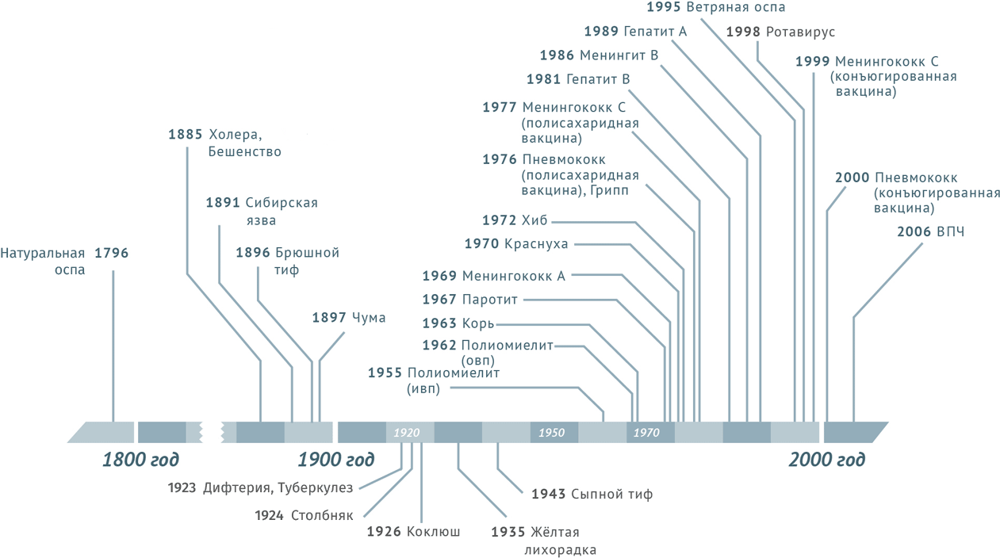 1995 Ветряная оспа
1989 Гепатит А
1998 Ротавирус
1986 Менингит В
1999 Менингококк С
(конъюгированная
вакцина)
1981 Гепатит В
1977 Менингококк С
(полисахаридная
вакцина)
1885 Холера,
Бешенство
1976 Пневмококк
(полисахаридная
вакцина), Грипп
2000 Пневмококк
(конъюгированная
вакцина)
1891 Сибирская
язва
1972 Хиб
2006 ВПЧ
1970 Краснуха
Натуральная 1796
оспа
1896 Брюшной
тиф
1969 Менингококк А
1967 Паротит
1897 Чума
1963 Корь
1962 Полиомиелит
(овп)
1955 Полиомиелит
(ивп)
1920
1950
1970
1800 год
1900 год
2000 год
1923 Дифтерия, Туберкулез
1943 Сыпной тиф
1924 Столбняк
1926 Коклюш
1935 Жёлтая
лихорадка